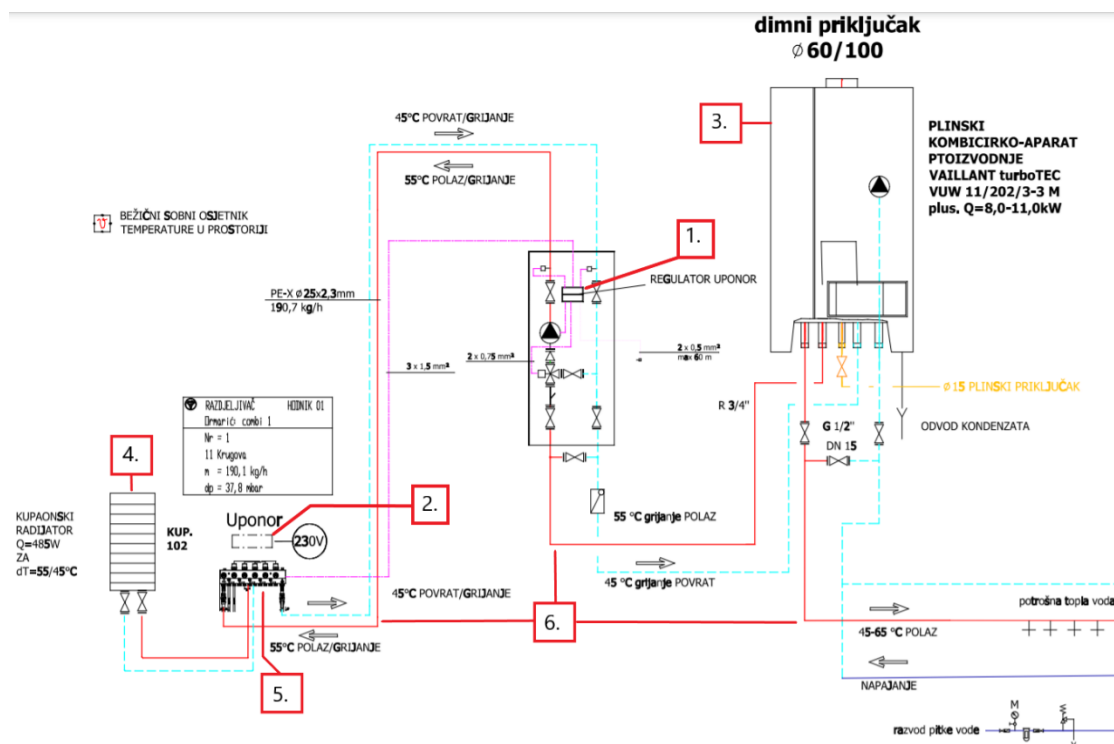 dimni priključak
∅ 60/100
3.
PLINSKI
KOMBICIRKO-APARAT
PTOIZVODNJE
VAILLANT turboTEC
VUW 11/202/3-3 M
plus. Q=8,0-11,0kW
45°C POVRAT/GRIJANJE
55°C POLAZ/GRIJANJE
BEŽIČNI SOBNI OSJETNIK
TEMPERATURE U PROSTORIJI
1.
REGULATOR UPONOR
PE-X ∅ 25x2,3mm
190,7 kg/h
3 x 1,5 mm²
2 x 0,75 mm²
2 x 0,5 mm²
max 60 m
R 3/4"
∅ 15 PLINSKI PRIKLJUČAK
G 1/2"
DN 15
ODVOD KONDENZATA
RAZDJELJIVAČ HODNIK 01
Ormarići combi 1
Nr = 1
11 Krugova
m = 190,1 kg/h
dp = 37,8 mbar
4.
KUPAONSKI
RADIJATOR
Q=485W
ZA
dT=55/45°C
KUP.
102
2.
Uponor
230V
55 °C grijanje POLAZ
45 °C grijanje POVRAT
45°C POVRAT/GRIJANJE
55°C POLAZ/GRIJANJE
5.
6.
potrošna topla voda
45-65 °C POLAZ
NAPAJANJE
M
razvod pitke vode